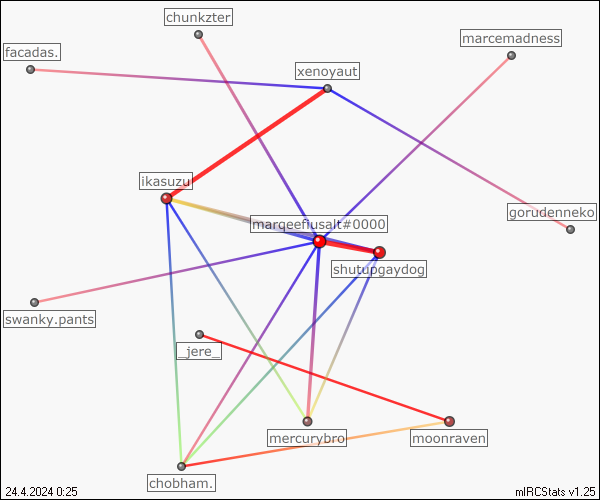 chunkzter
marcemadness
facadas.
xenoyaut
ikasuzu
gorudenneko
marqeefusalt#0000
shutupgaydog
swanky.pants
_jere_
mercurybro
moonraven
chobham.
24.4.2024 0:25
mIRCStats v1.25